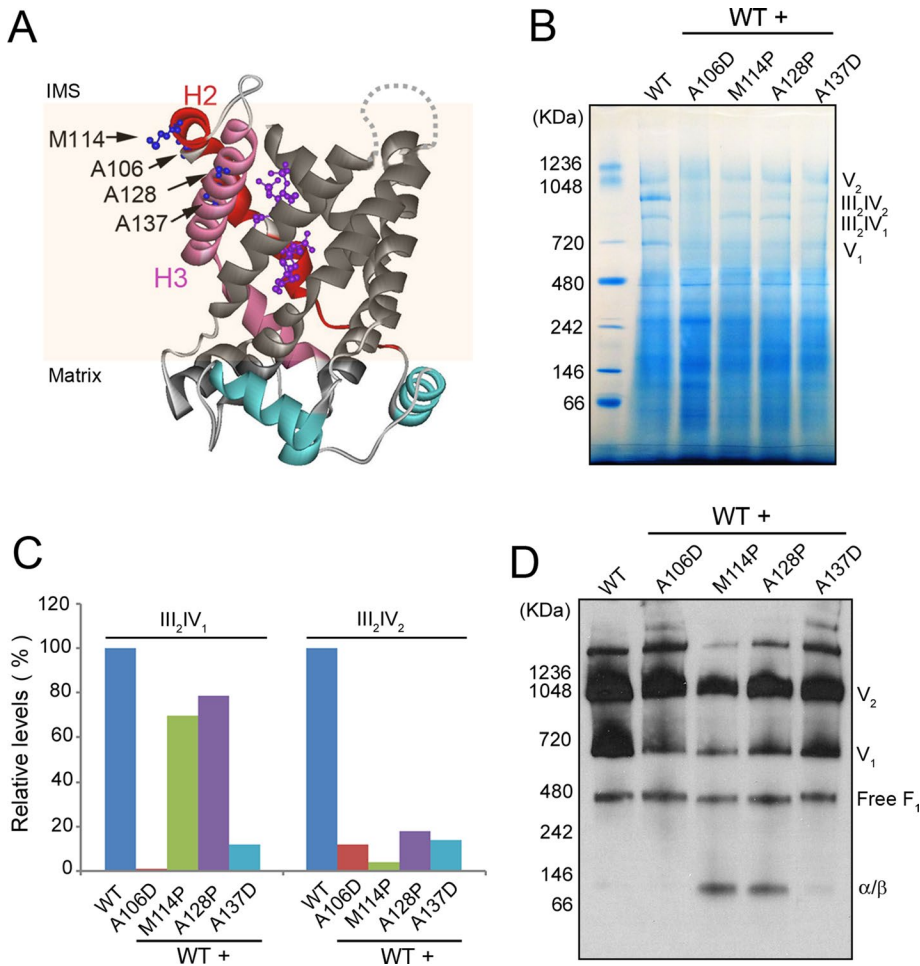 A
IMS
H2
M114
A106
A128
A137
H3
Matrix
B
WT +
WT
A106D
M114P
A128P
A137D
(KDa)
1236
1048
720
480
242
146
66
V₂
III₂IV₂
III₂IV₁
V₁
C
120
100
80
60
40
20
0
Relative levels (%)
III₂IV₁
III₂IV₂
WT
A106D
M114P
A128P
A137D
WT +
WT
A106D
M114P
A128P
A137D
WT +
D
WT +
WT
A106D
M114P
A128P
A137D
(KDa)
1236
1048
720
480
242
146
66
V₂
V₁
Free F₁
α/β